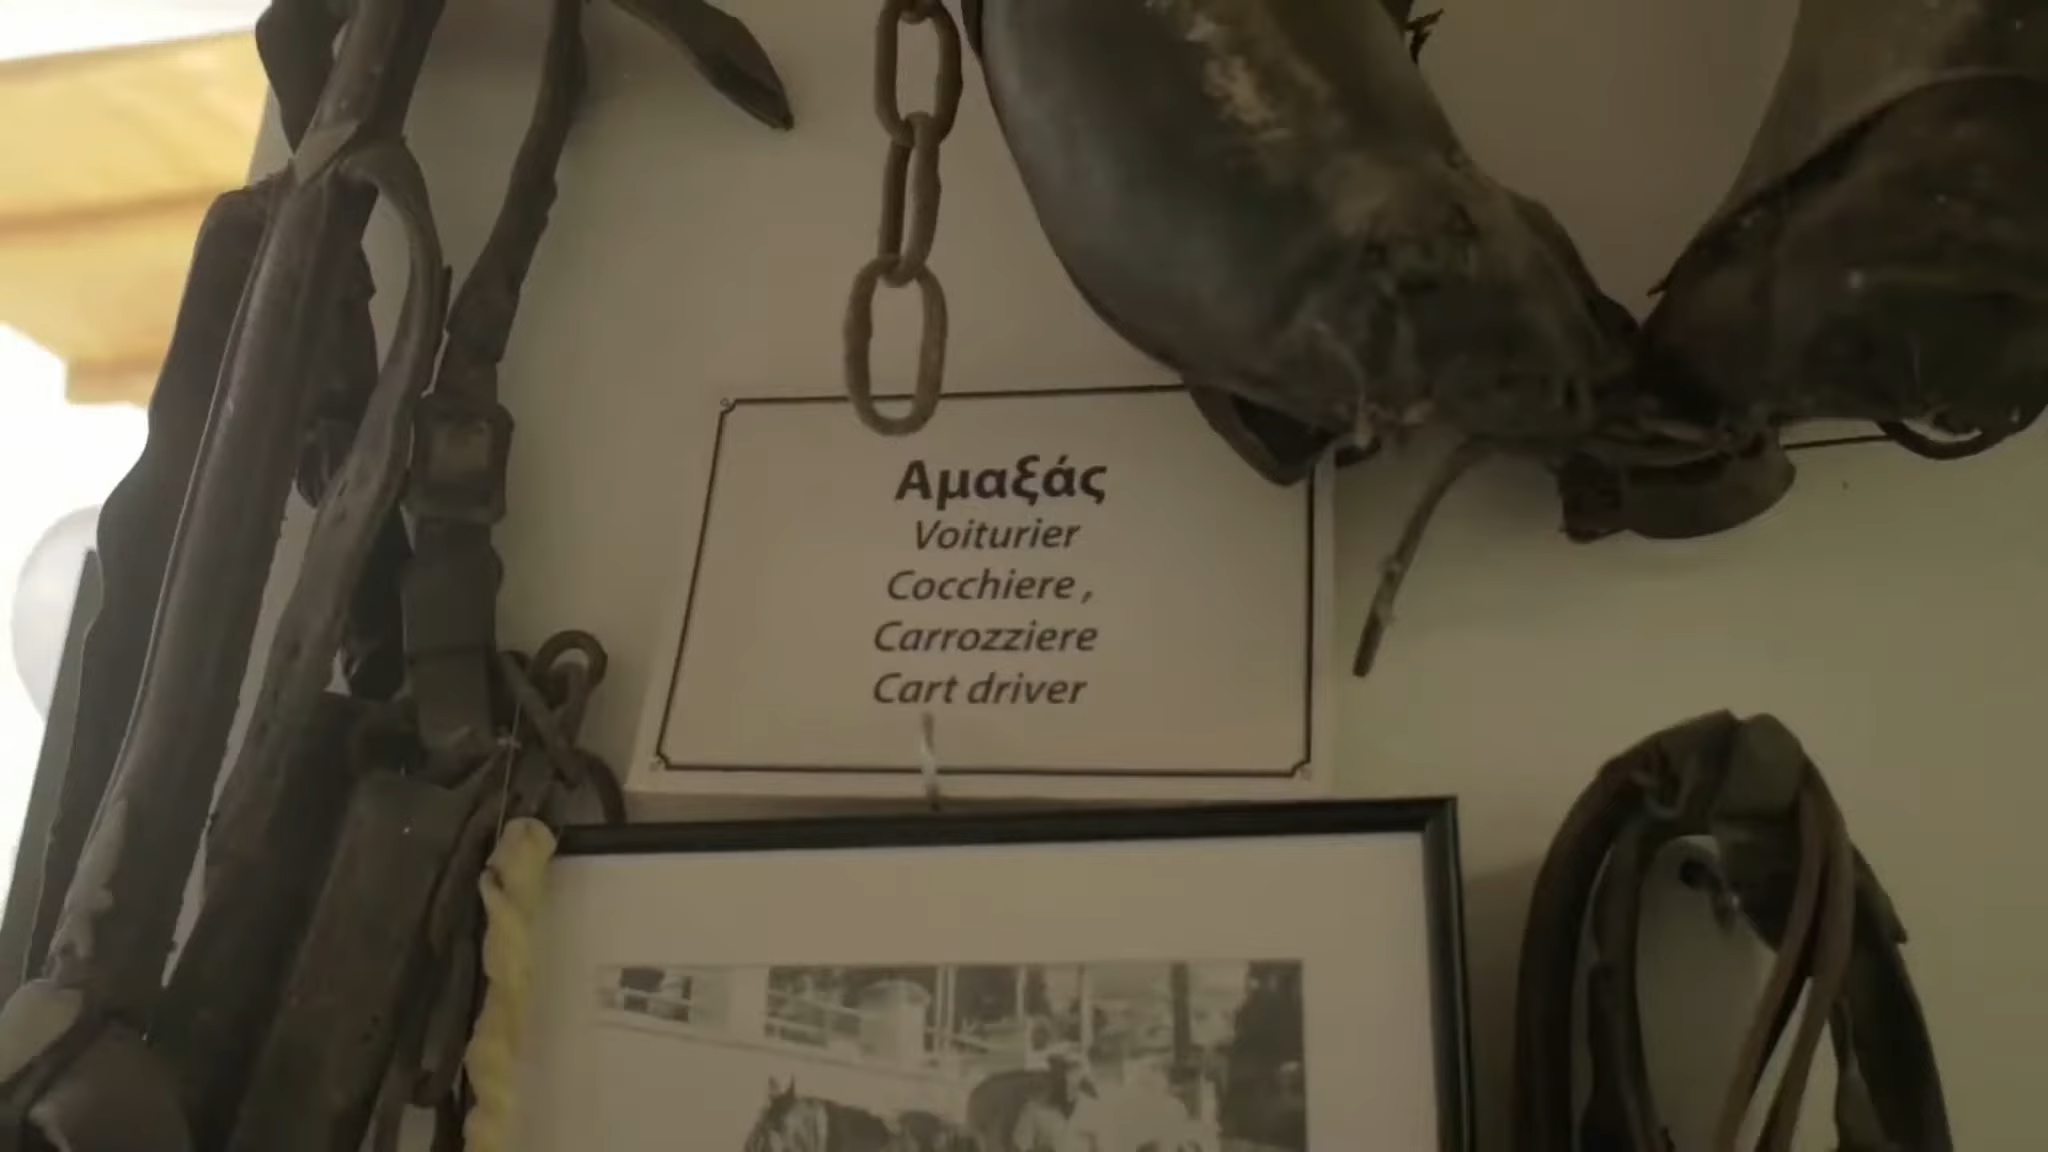 Αμαξάς
Voiturier
Cocchiere ,
Carrozziere
Cart driver